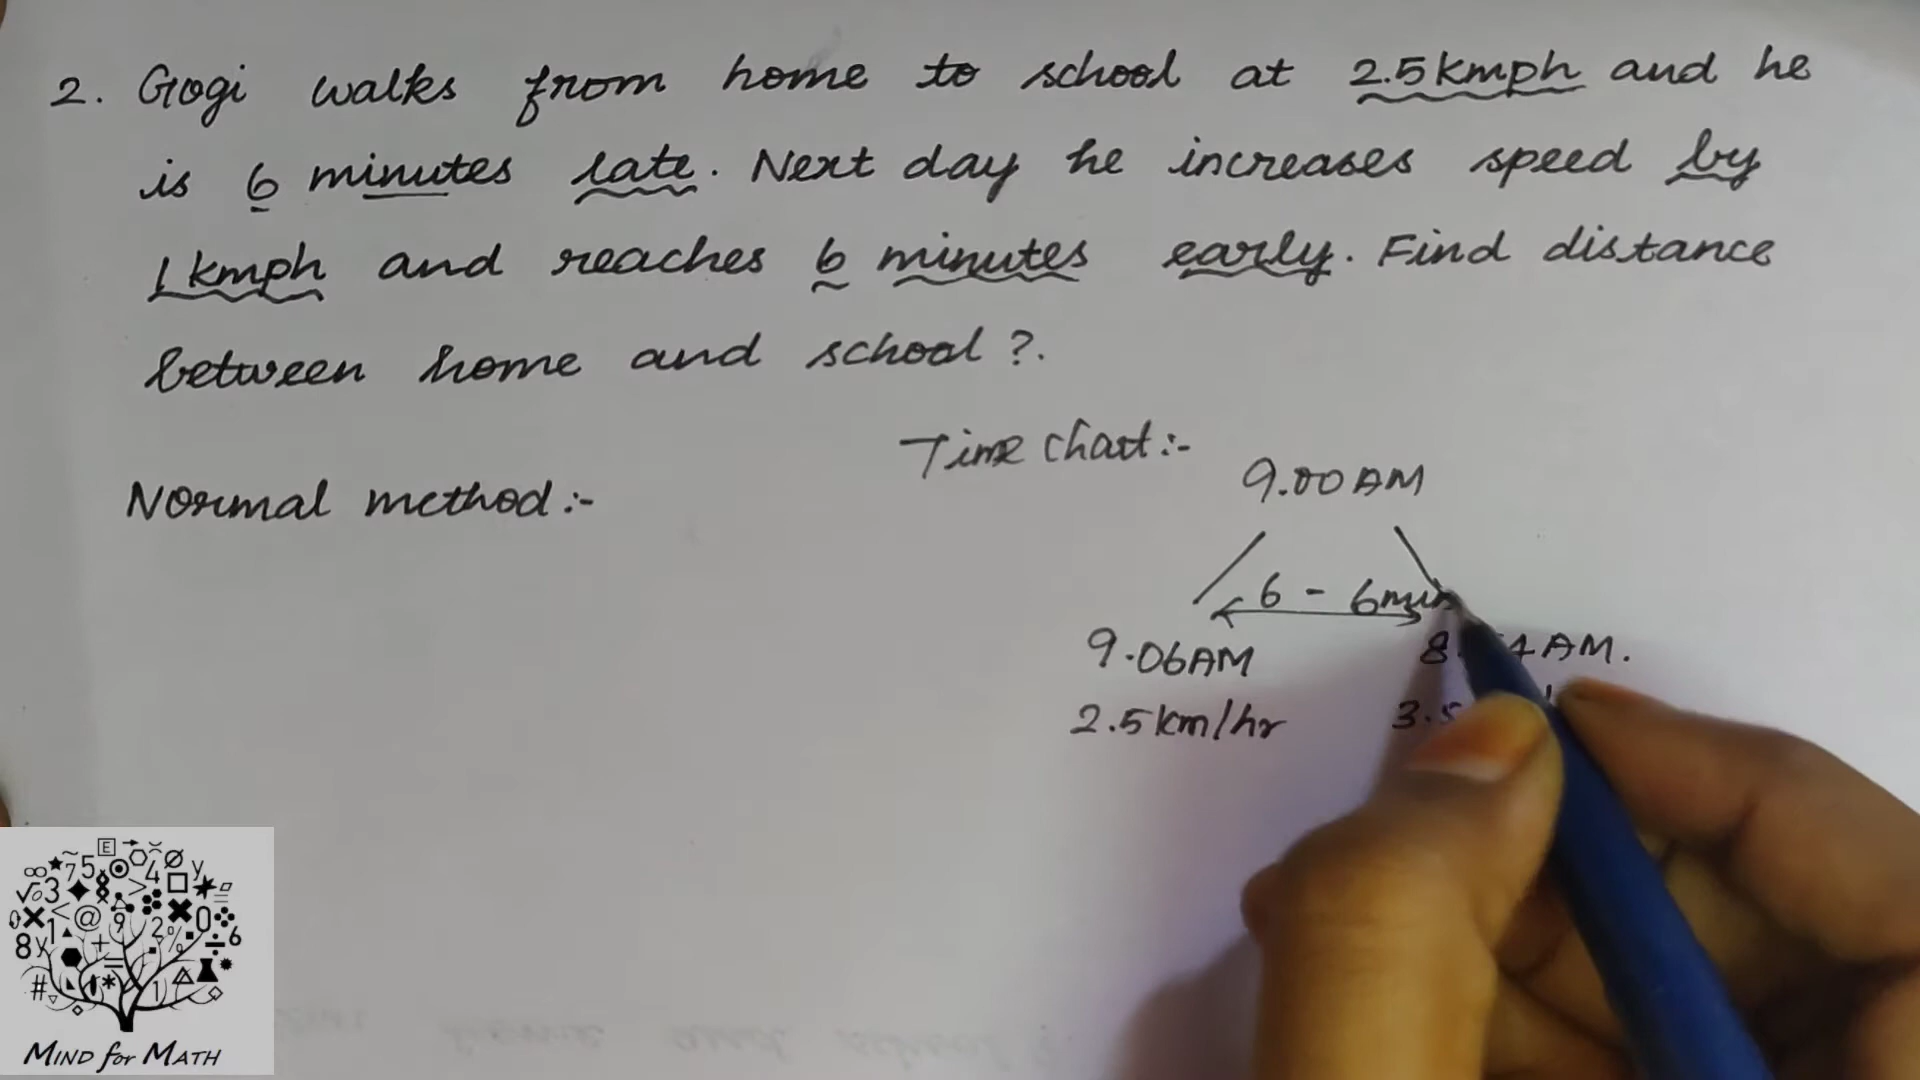 2. Gogi walks from home to school at 2.5kmph and he
is 6 minutes late. Next day he increases speed by
1kmph and reaches 6 minutes early. Find distance
between home and school?.
Time chart:-
9.00AM
Normal method:-
6 - 6min
9.06AM
AM.
2.5km/hr
MIND for MATH